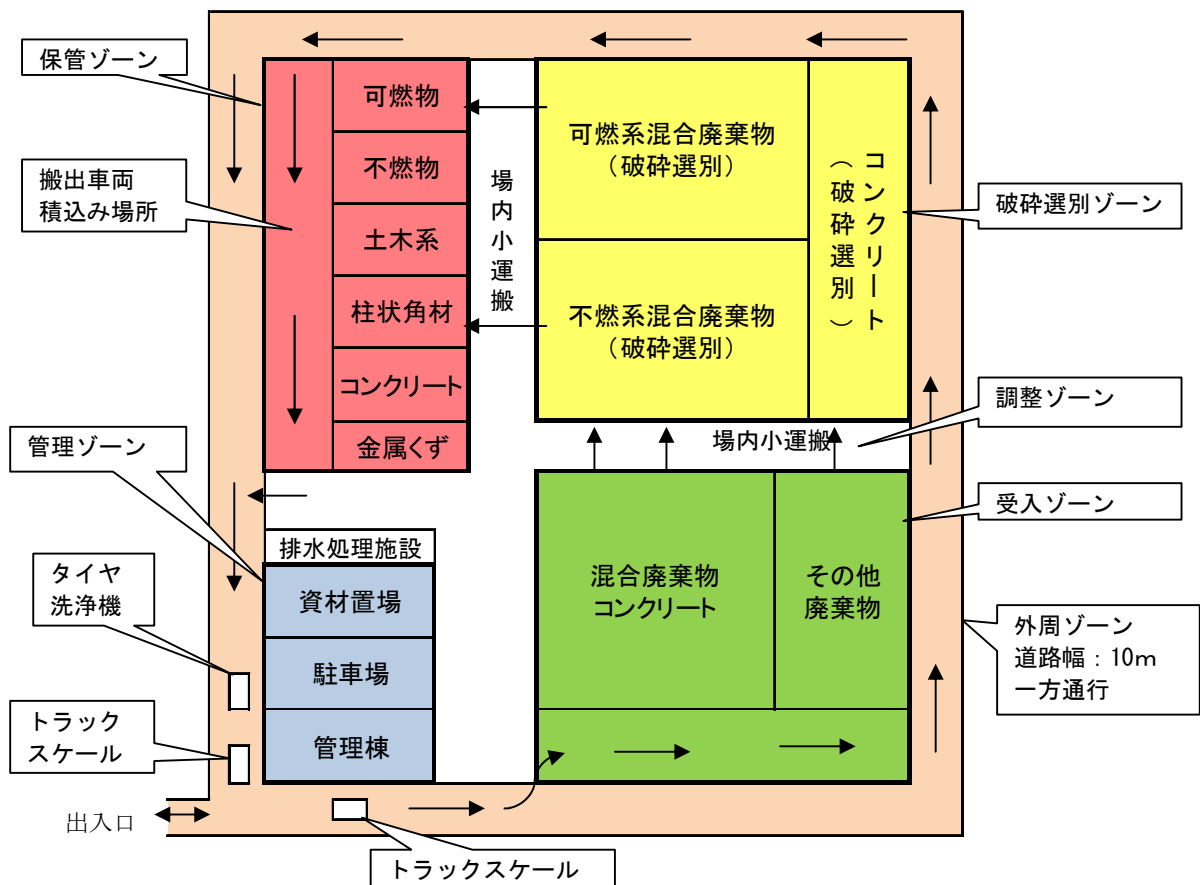 保管ゾーン
搬出車両
積込み場所
管理ゾーン
タイヤ
洗浄機
トラック
スケール
出入口
可燃物
不燃物
土木系
柱状角材
コンクリート
金属くず
排水処理施設
資材置場
駐車場
管理棟
場内小運搬
可燃系混合廃棄物
（破砕選別）
不燃系混合廃棄物
（破砕選別）
コンクリート
（破砕選別）
場内小運搬
混合廃棄物
コンクリート
その他
廃棄物
トラックスケール
破砕選別ゾーン
調整ゾーン
受入ゾーン
外周ゾーン
道路幅：10m
一方通行